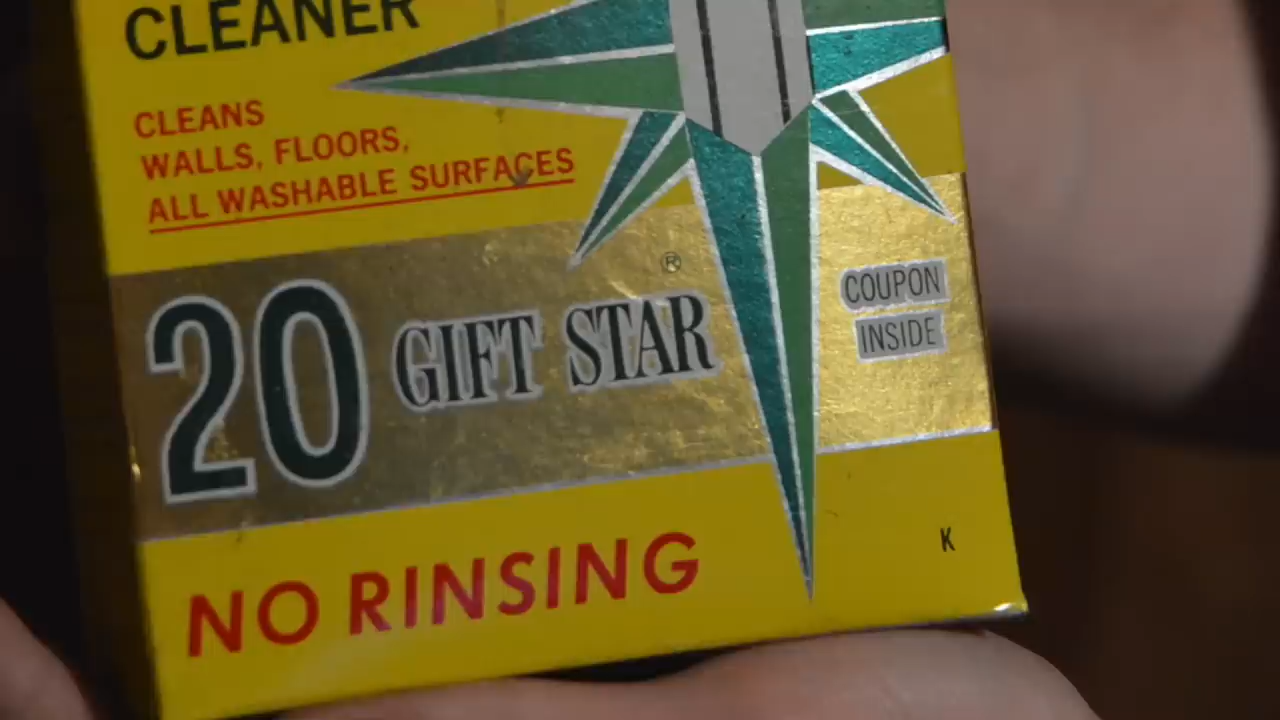 CLEANER
CLEANS
WALLS, FLOORS,
ALL WASHABLE SURFACES
20 GIFT STAR®
COUPON
INSIDE
NO RINSING
K